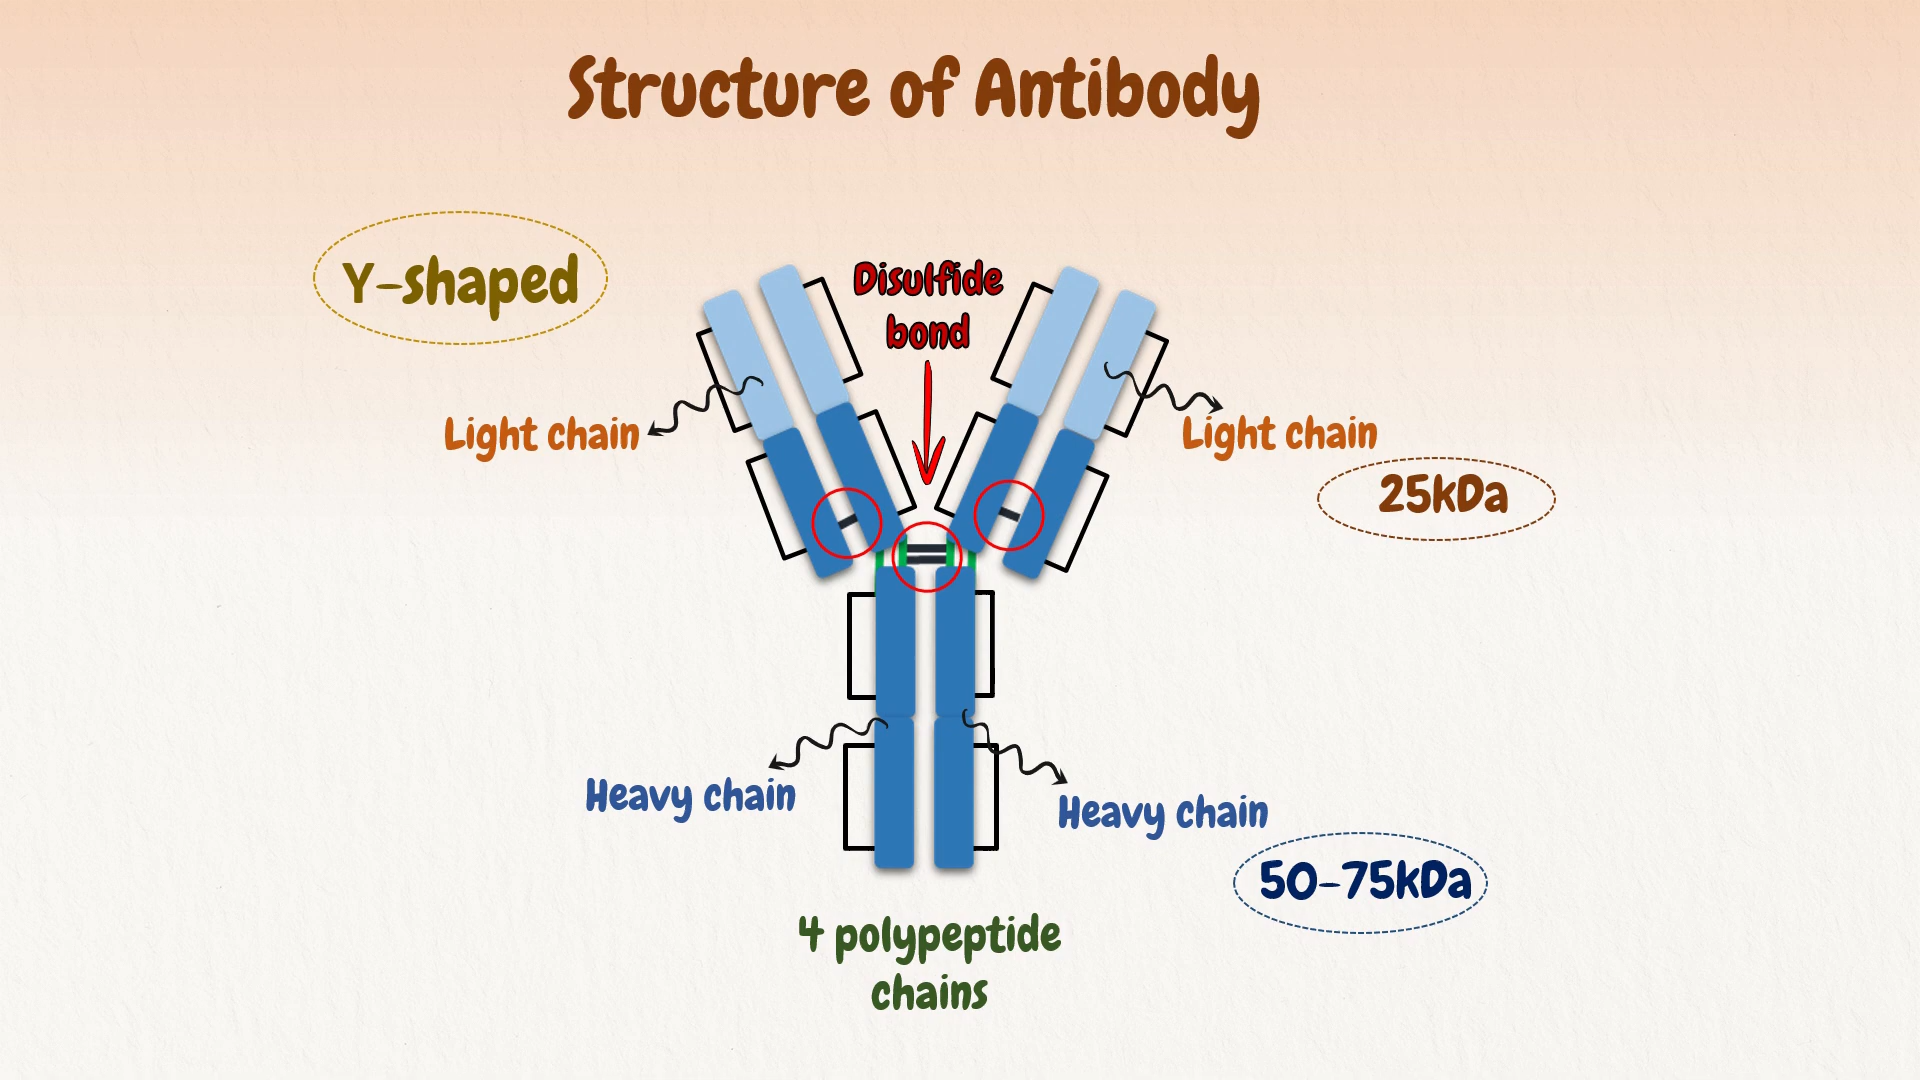 Structure of Antibody
Y-shaped
Disulfide
bond
Light chain
Light chain
25kDa
Heavy chain
Heavy chain
50-75kDa
4 polypeptide
chains